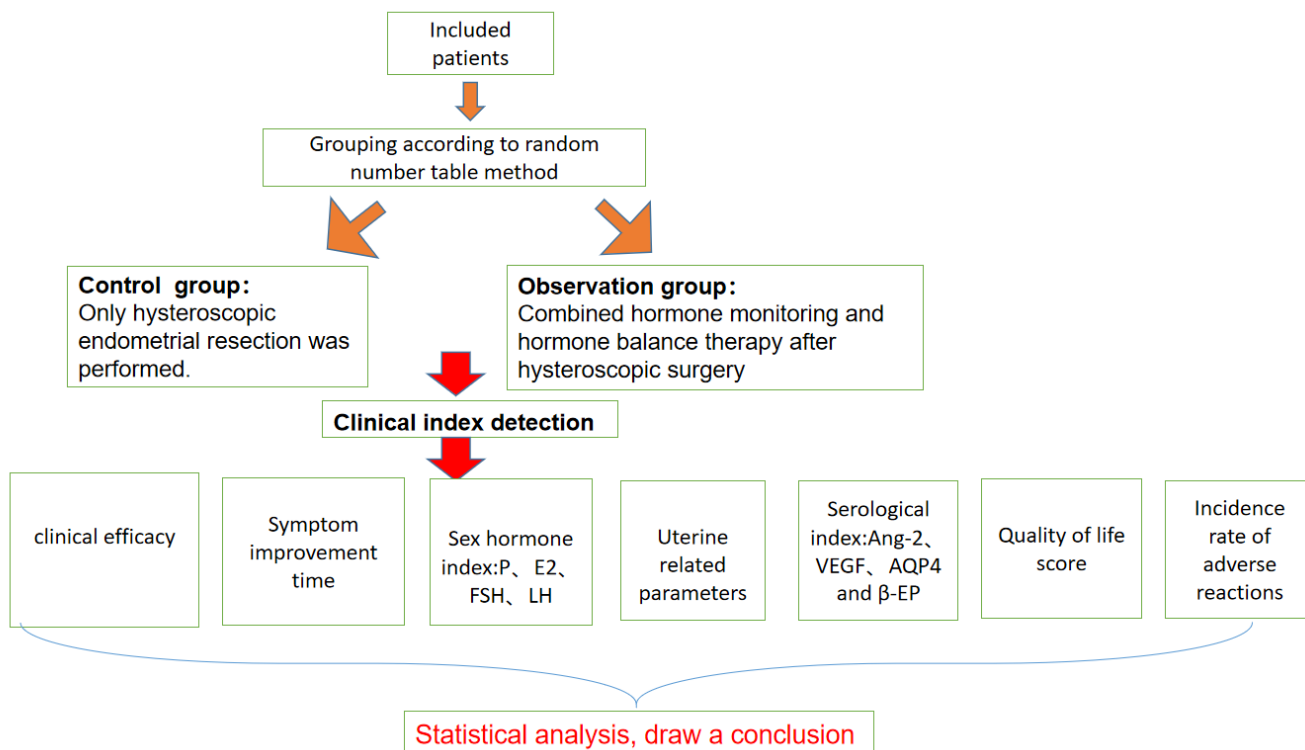 Included
patients
Grouping according to random
number table method
Control group：
Only hysteroscopic
endometrial resection was
performed.
Observation group：
Combined hormone monitoring and
hormone balance therapy after
hysteroscopic surgery
Clinical index detection
clinical efficacy
Symptom
improvement
time
Sex hormone
index:P、 E2、
FSH、 LH
Uterine
related
parameters
Serological
index:Ang-2、
VEGF、 AQP4
and β-EP
Quality of life
score
Incidence
rate of
adverse
reactions
Statistical analysis, draw a conclusion